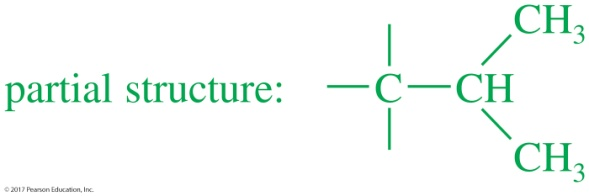 CH₃
partial structure: C CH
CH₃
© 2017 Pearson Education, Inc.